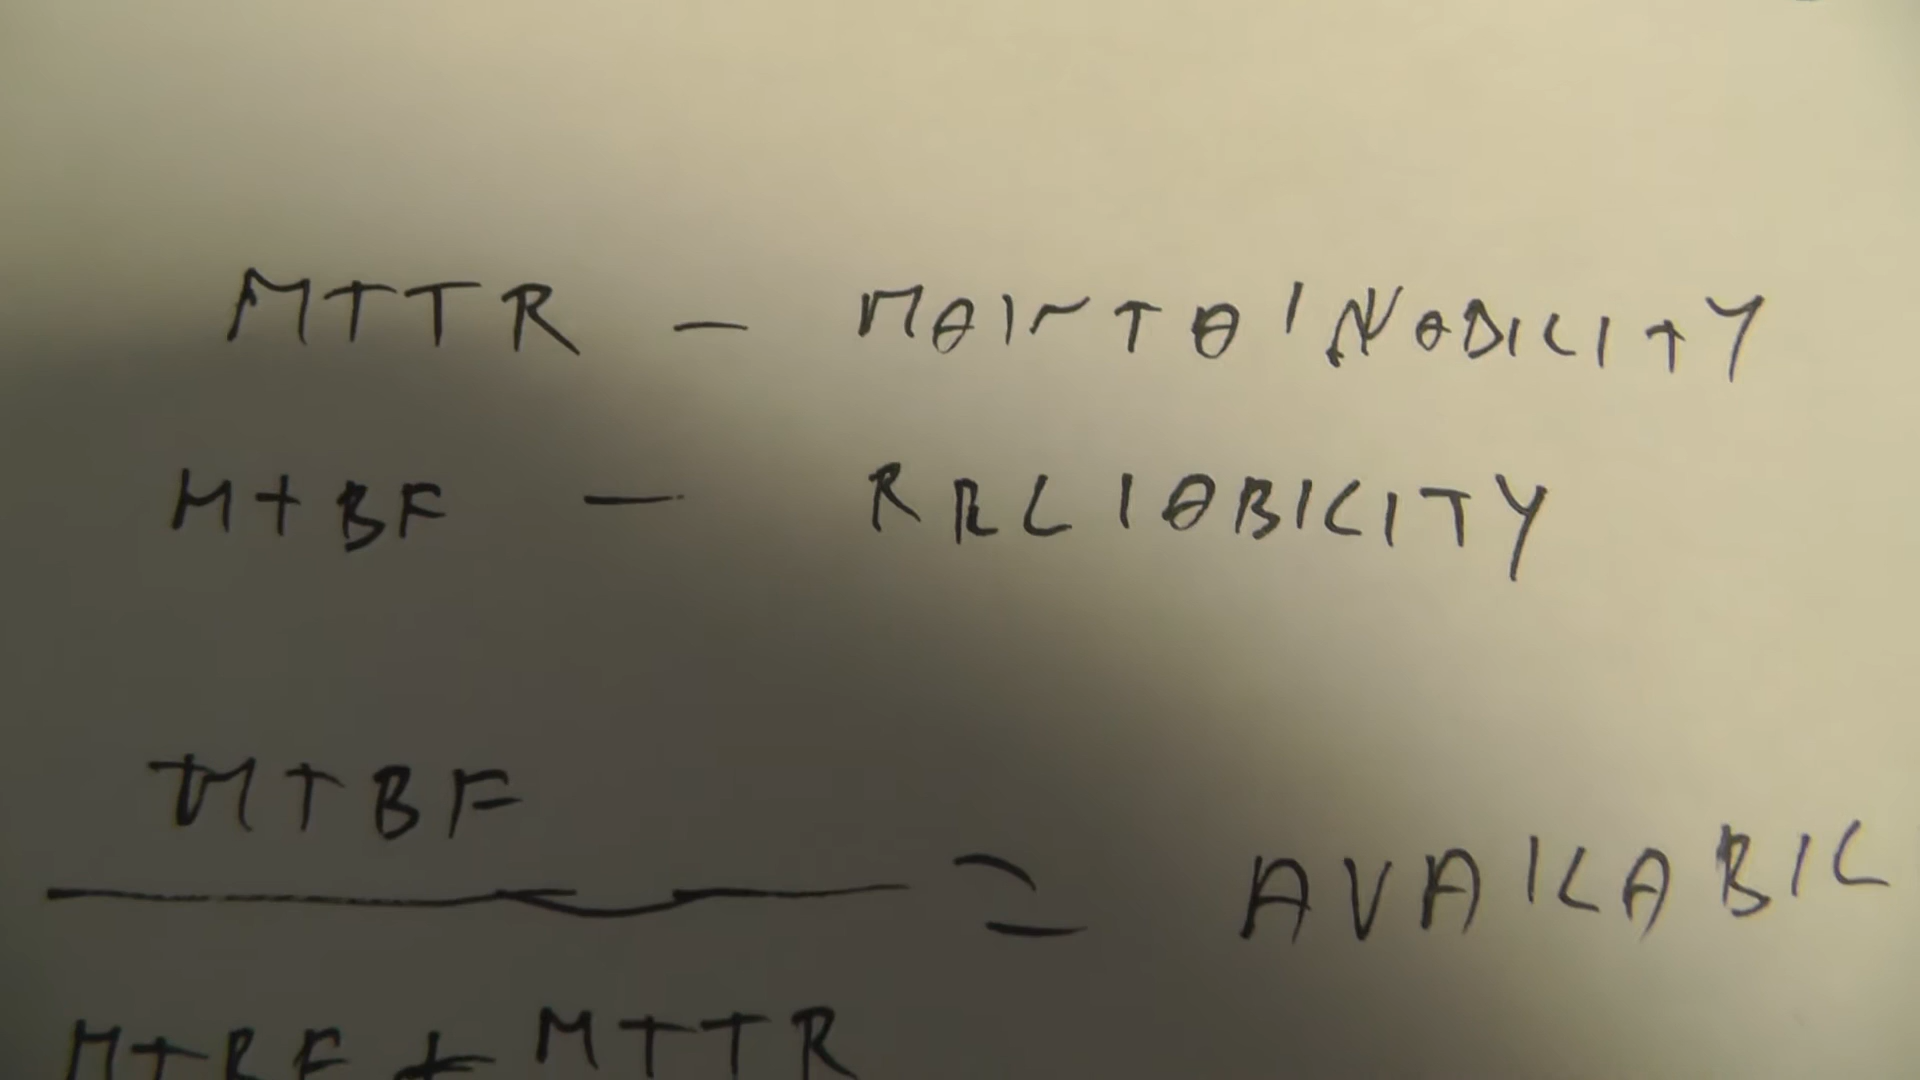 MTTR - MAINTAINABILITY
MTBF - RELIABILITY
MTBF
= AVAILABIL
MTBF + MTTR